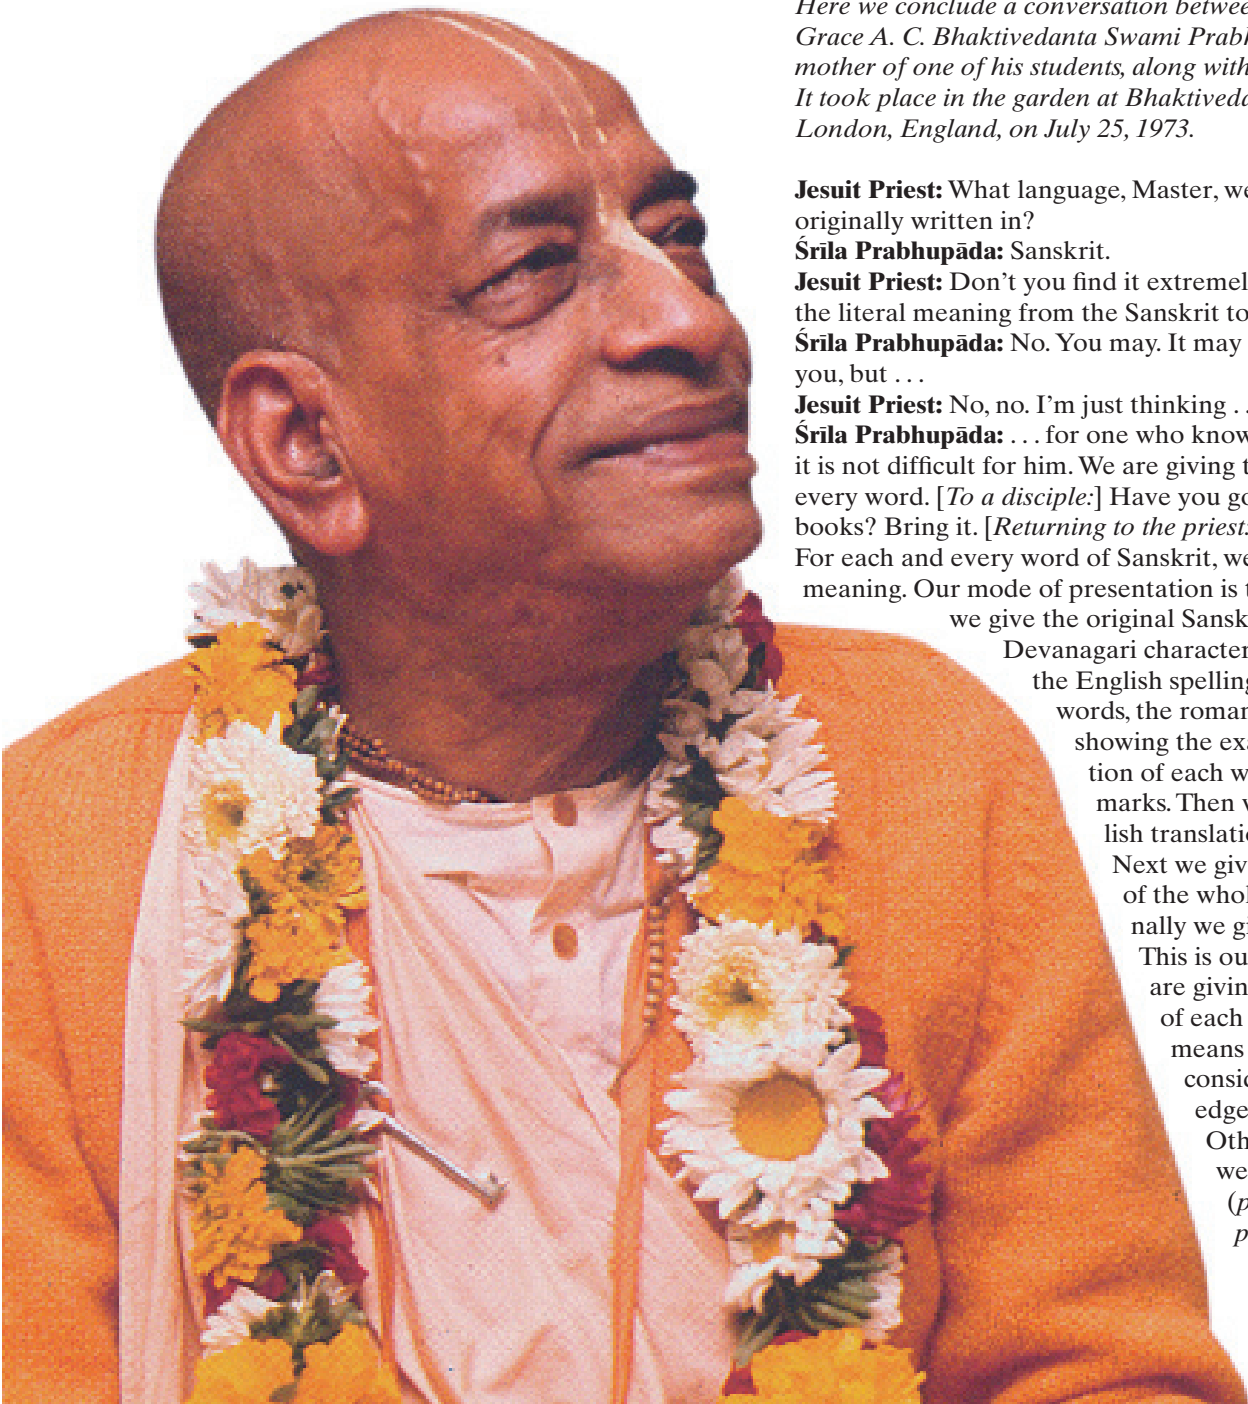 Here we conclude a conversation between
Grace A. C. Bhaktivedanta Swami Prabh
mother of one of his students, along with
It took place in the garden at Bhaktiveda
London, England, on July 25, 1973.
Jesuit Priest: What language, Master, we
originally written in?
Śrīla Prabhupāda: Sanskrit.
Jesuit Priest: Don’t you find it extremel
the literal meaning from the Sanskrit to
Śrīla Prabhupāda: No. You may. It may
you, but . . .
Jesuit Priest: No, no. I’m just thinking . .
Śrīla Prabhupāda: . . . for one who know
it is not difficult for him. We are giving t
every word. [To a disciple:] Have you go
books? Bring it. [Returning to the priest:
For each and every word of Sanskrit, we
meaning. Our mode of presentation is t
we give the original Sansk
Devanagari character
the English spelling
words, the roman
showing the exa
tion of each w
marks. Then w
lish translatio
Next we giv
of the whol
nally we gi
This is ou
are givin
of each
means
consid
edge
Oth
we
(p
p